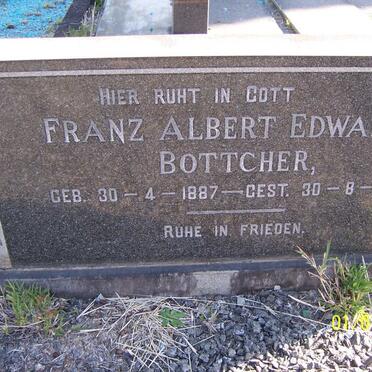 HIER RUHT IN GOTT
FRANZ ALBERT EDWA
BOTTCHER,
GEB. 30-4-1887-GEST. 30-8-
RUHE IN FRIEDEN.